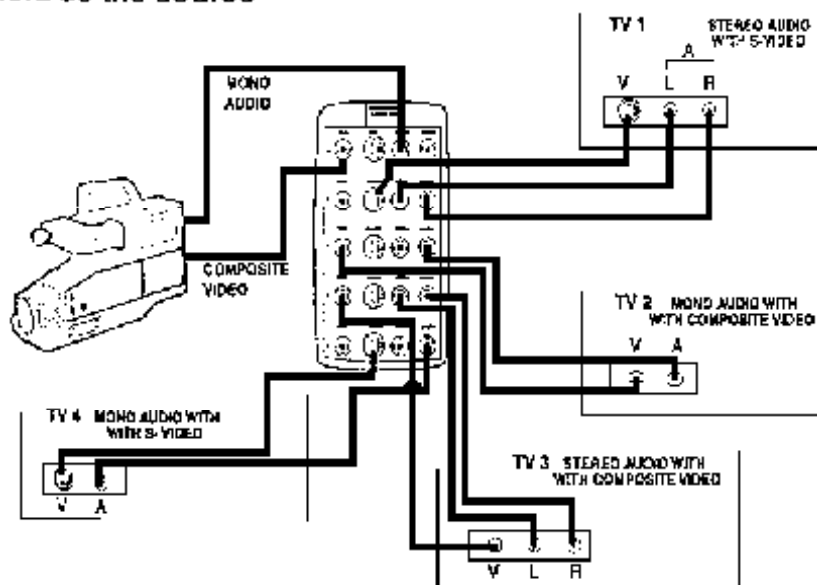 MONO
AUDIO
COMPOSITE
VIDEO
TV 1
STEREO AUDIO
WITH S-VIDEO
A
V L R
TV 2 MONO AUDIO WITH
WITH COMPOSITE VIDEO
V A
TV 4 MONO AUDIO WITH
WITH S-VIDEO
V A
TV 3 STEREO AUDIO WITH
WITH COMPOSITE VIDEO
V L R